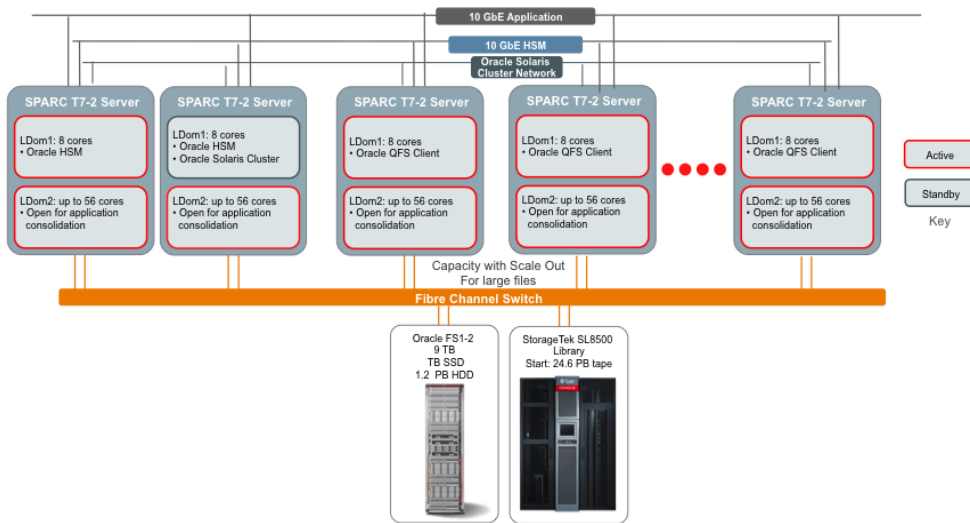 10 GbE Application
10 GbE HSM
Oracle Solaris
Cluster Network
SPARC T7-2 Server
LDom1: 8 cores
• Oracle HSM
LDom2: up to 56 cores
• Open for application
consolidation
SPARC T7-2 Server
LDom1: 8 cores
• Oracle HSM
• Oracle Solaris Cluster
LDom2: up to 56 cores
• Open for application
consolidation
SPARC T7-2 Server
LDom1: 8 cores
• Oracle QFS Client
LDom2: up to 56 cores
• Open for application
consolidation
SPARC T7-2 Server
LDom1: 8 cores
• Oracle QFS Client
LDom2: up to 56 cores
• Open for application
consolidation
SPARC T7-2 Server
LDom1: 8 cores
• Oracle QFS Client
LDom2: up to 56 cores
• Open for application
consolidation
Active
Standby
Key
Capacity with Scale Out
For large files
Fibre Channel Switch
Oracle FS1-2
9 TB
TB SSD
1.2 PB HDD
StorageTek SL8500
Library
Start: 24.6 PB tape